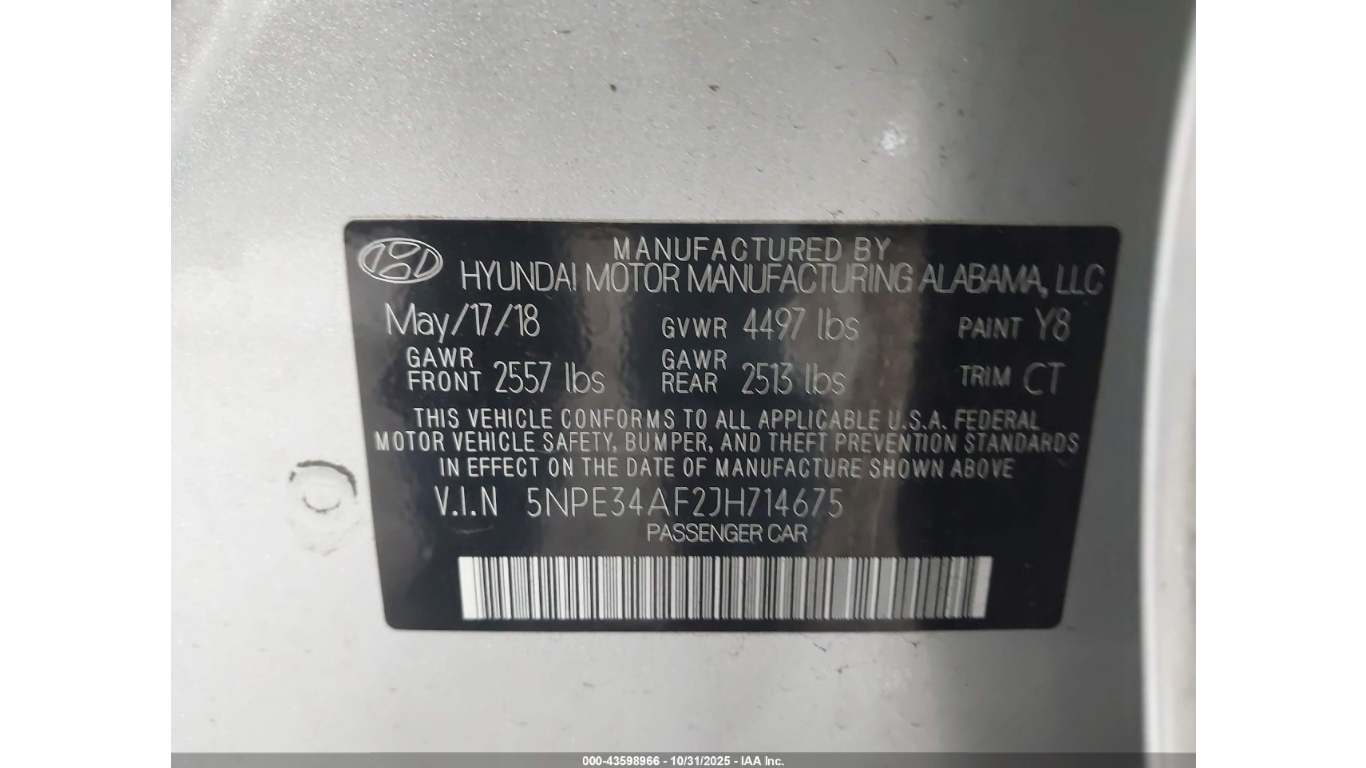 MANUFACTURED BY
HYUNDAI MOTOR MANUFACTURING ALABAMA, LLC
May/17/18 GVWR 4497 lbs PAINT Y8
GAWR FRONT 2557 lbs GAWR REAR 2513 lbs TRIM CT
THIS VEHICLE CONFORMS TO ALL APPLICABLE U.S.A. FEDERAL
MOTOR VEHICLE SAFETY, BUMPER, AND THEFT PREVENTION STANDARDS
IN EFFECT ON THE DATE OF MANUFACTURE SHOWN ABOVE
V.I.N 5NPE34AF2JH714675
PASSENGER CAR
000-43598966 - 10/31/2025 - IAA Inc.